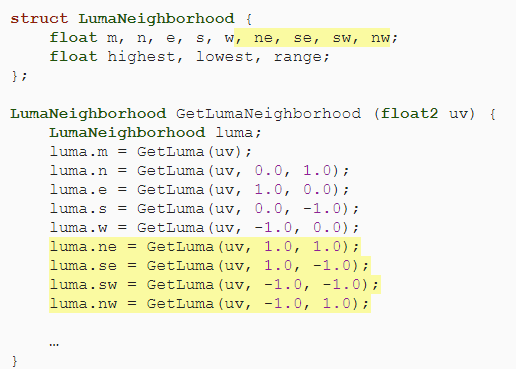 struct LumaNeighborhood {
    float m, n, e, s, w, ne, se, sw, nw;
    float highest, lowest, range;
};

LumaNeighborhood GetLumaNeighborhood (float2 uv) {
    LumaNeighborhood luma;
    luma.m = GetLuma(uv);
    luma.n = GetLuma(uv, 0.0, 1.0);
    luma.e = GetLuma(uv, 1.0, 0.0);
    luma.s = GetLuma(uv, 0.0, -1.0);
    luma.w = GetLuma(uv, -1.0, 0.0);
    luma.ne = GetLuma(uv, 1.0, 1.0);
    luma.se = GetLuma(uv, 1.0, -1.0);
    luma.sw = GetLuma(uv, -1.0, -1.0);
    luma.nw = GetLuma(uv, -1.0, 1.0);

    …
}